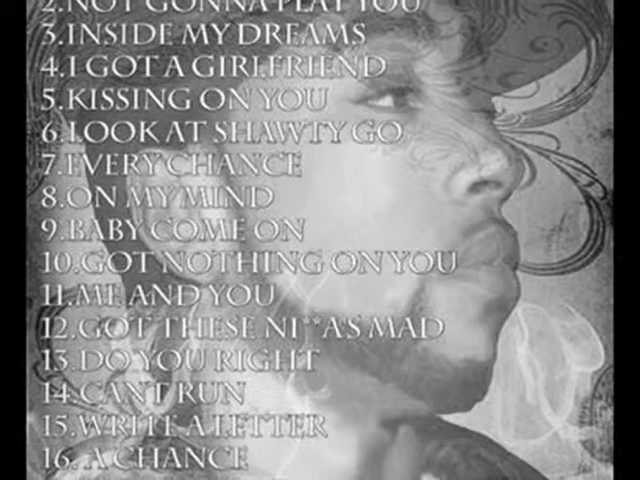 2.NOT GONNA PLAY YOU
3.INSIDE MY DREAMS
4.I GOT A GIRLFRIEND
5.KISSING ON YOU
6.LOOK AT SHAWTY GO
7.EVERY CHANCE
8.ON MY MIND
9.BABY COME ON
10.GOT NOTHING ON YOU
11.ME AND YOU
12.GOT THESE NI**A'S MAD
13.DO YOU RIGHT
14.CAN'T RUN
15.WRITE A LETTER
16. A CHANCE